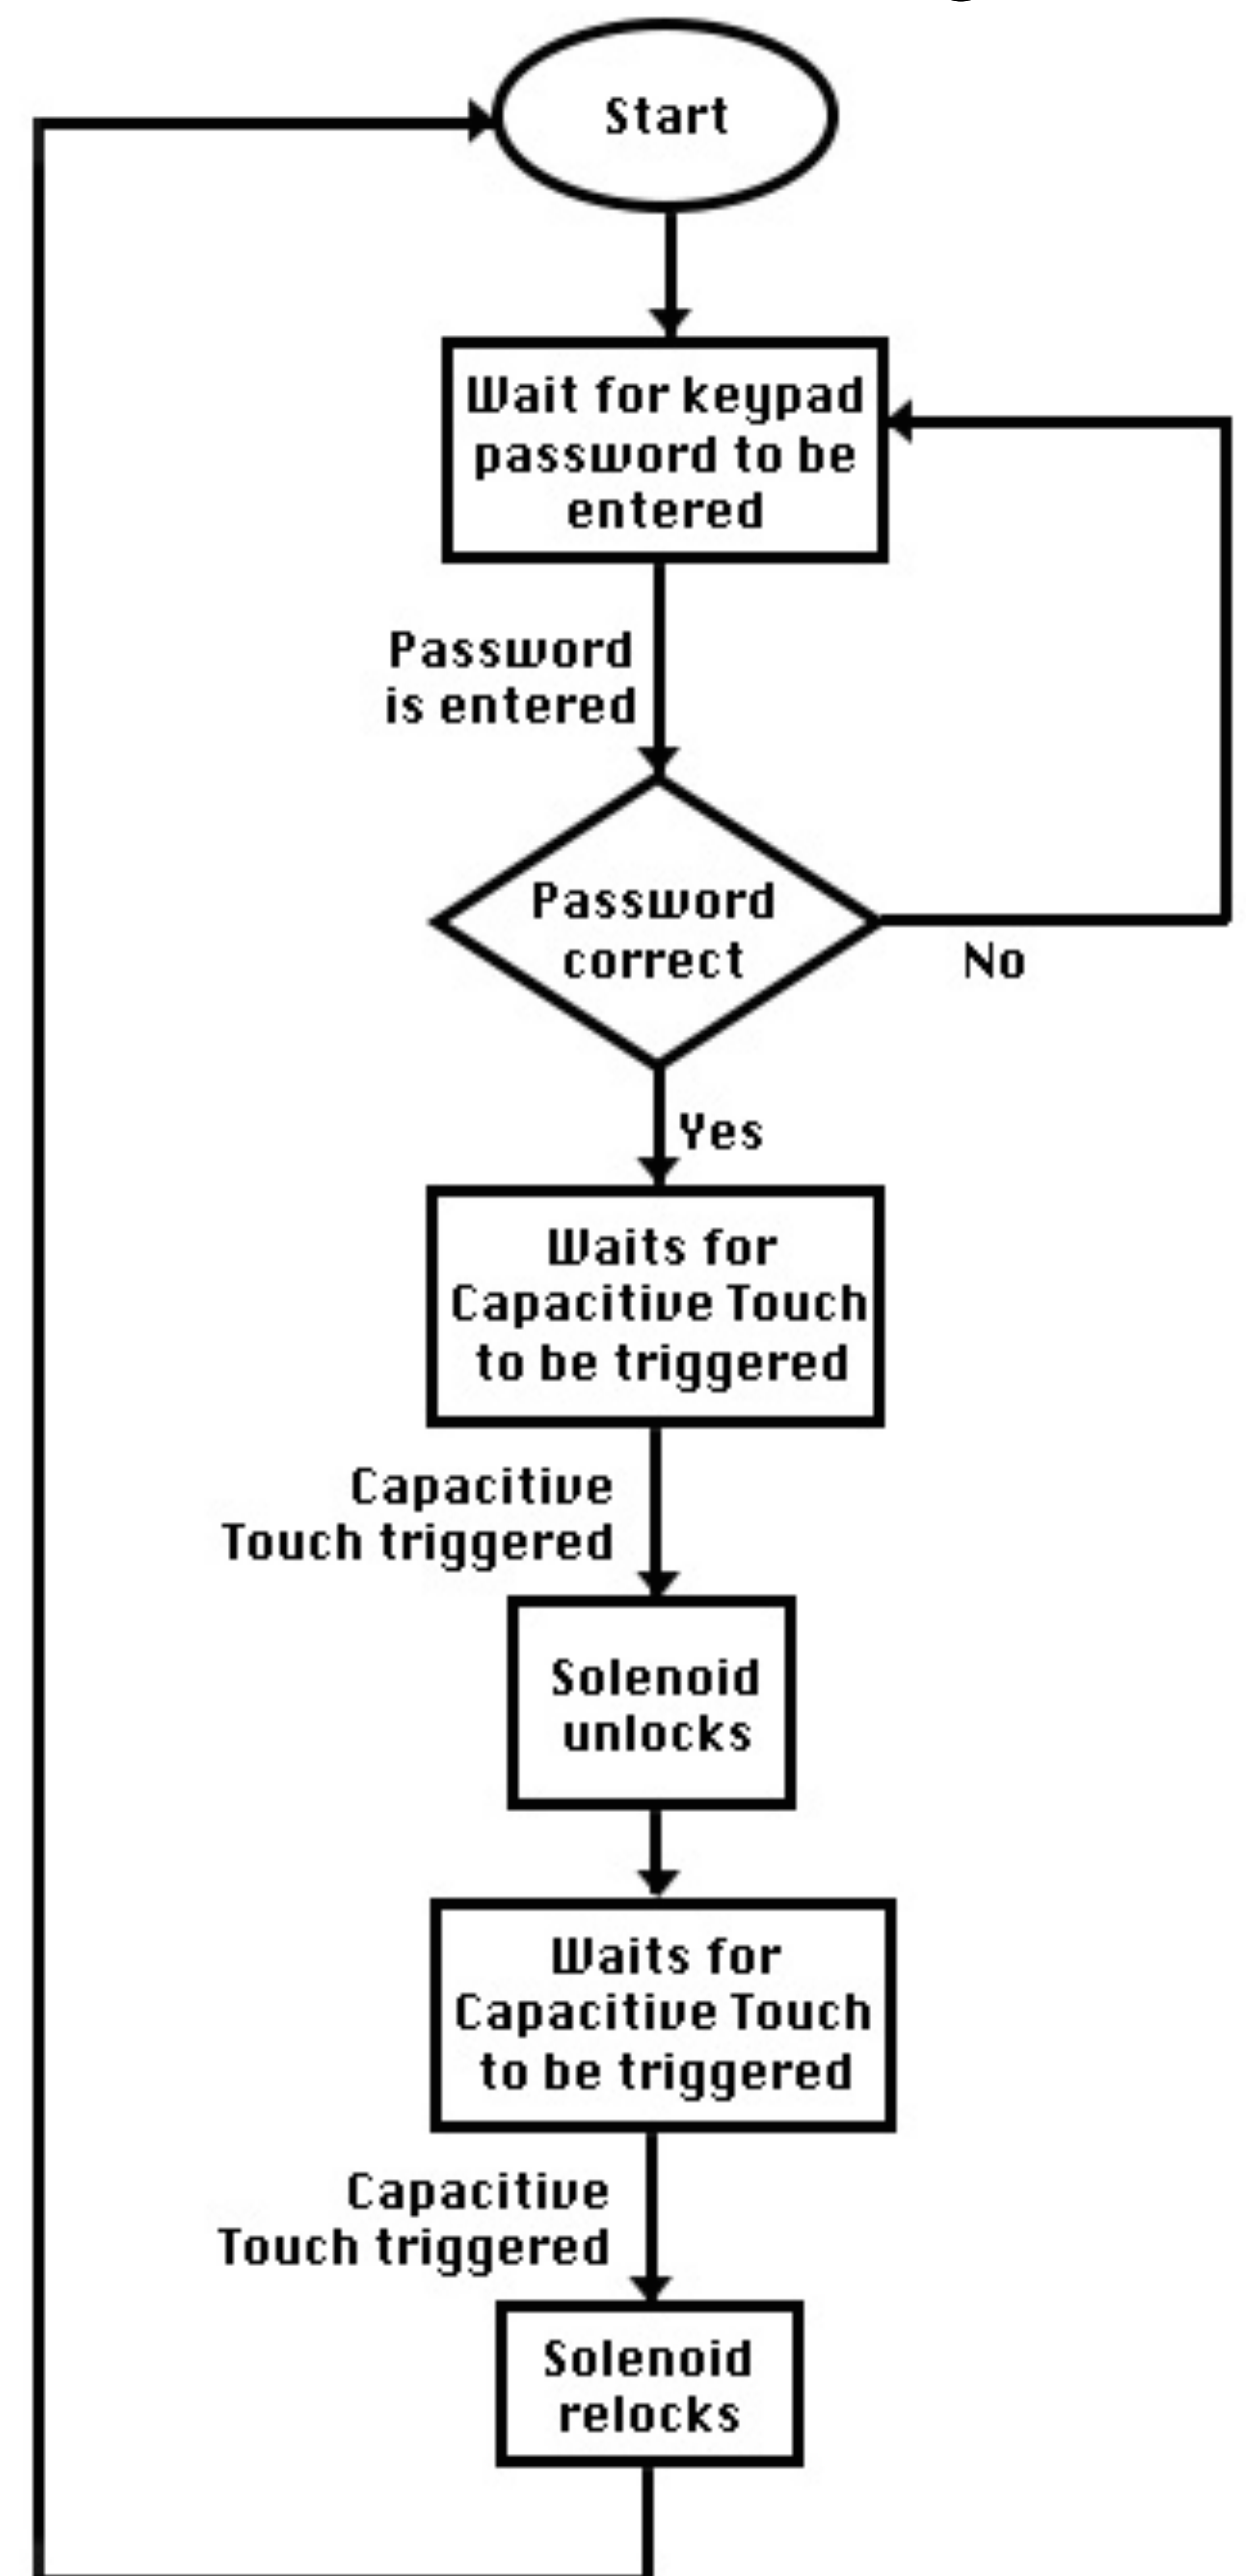 Start
Wait for keypad
password to be
entered
Password
is entered
Password
correct
No
Yes
Waits for
Capacitive Touch
to be triggered
Capacitive
Touch triggered
Solenoid
unlocks
Waits for
Capacitive Touch
to be triggered
Capacitive
Touch triggered
Solenoid
relocks